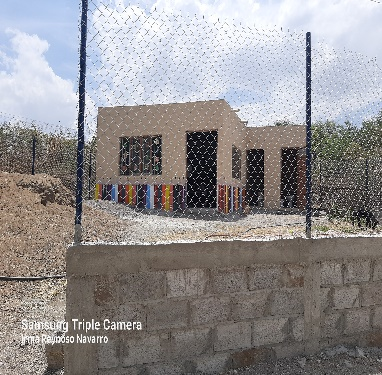 Samsung Triple Camera
Irma Reynoso Navarro